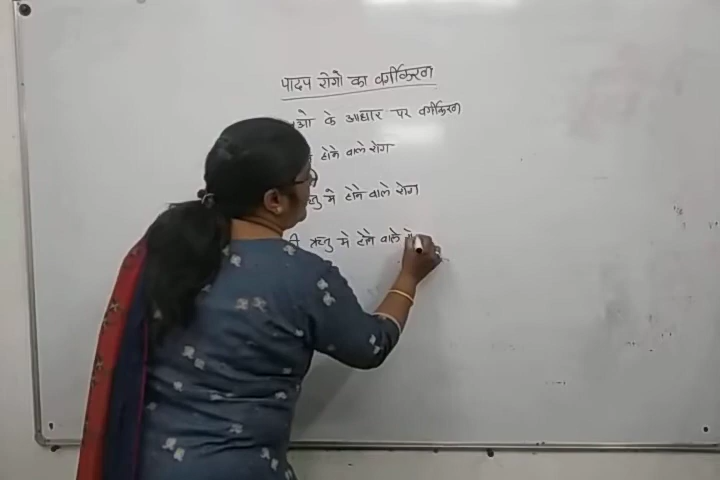 पादप रोगो का वर्गीकरण
ओ के आधार पर वर्गीकरण
होने वाले रोग
मे होने वाले रोग
ऋतु मे होने वाले